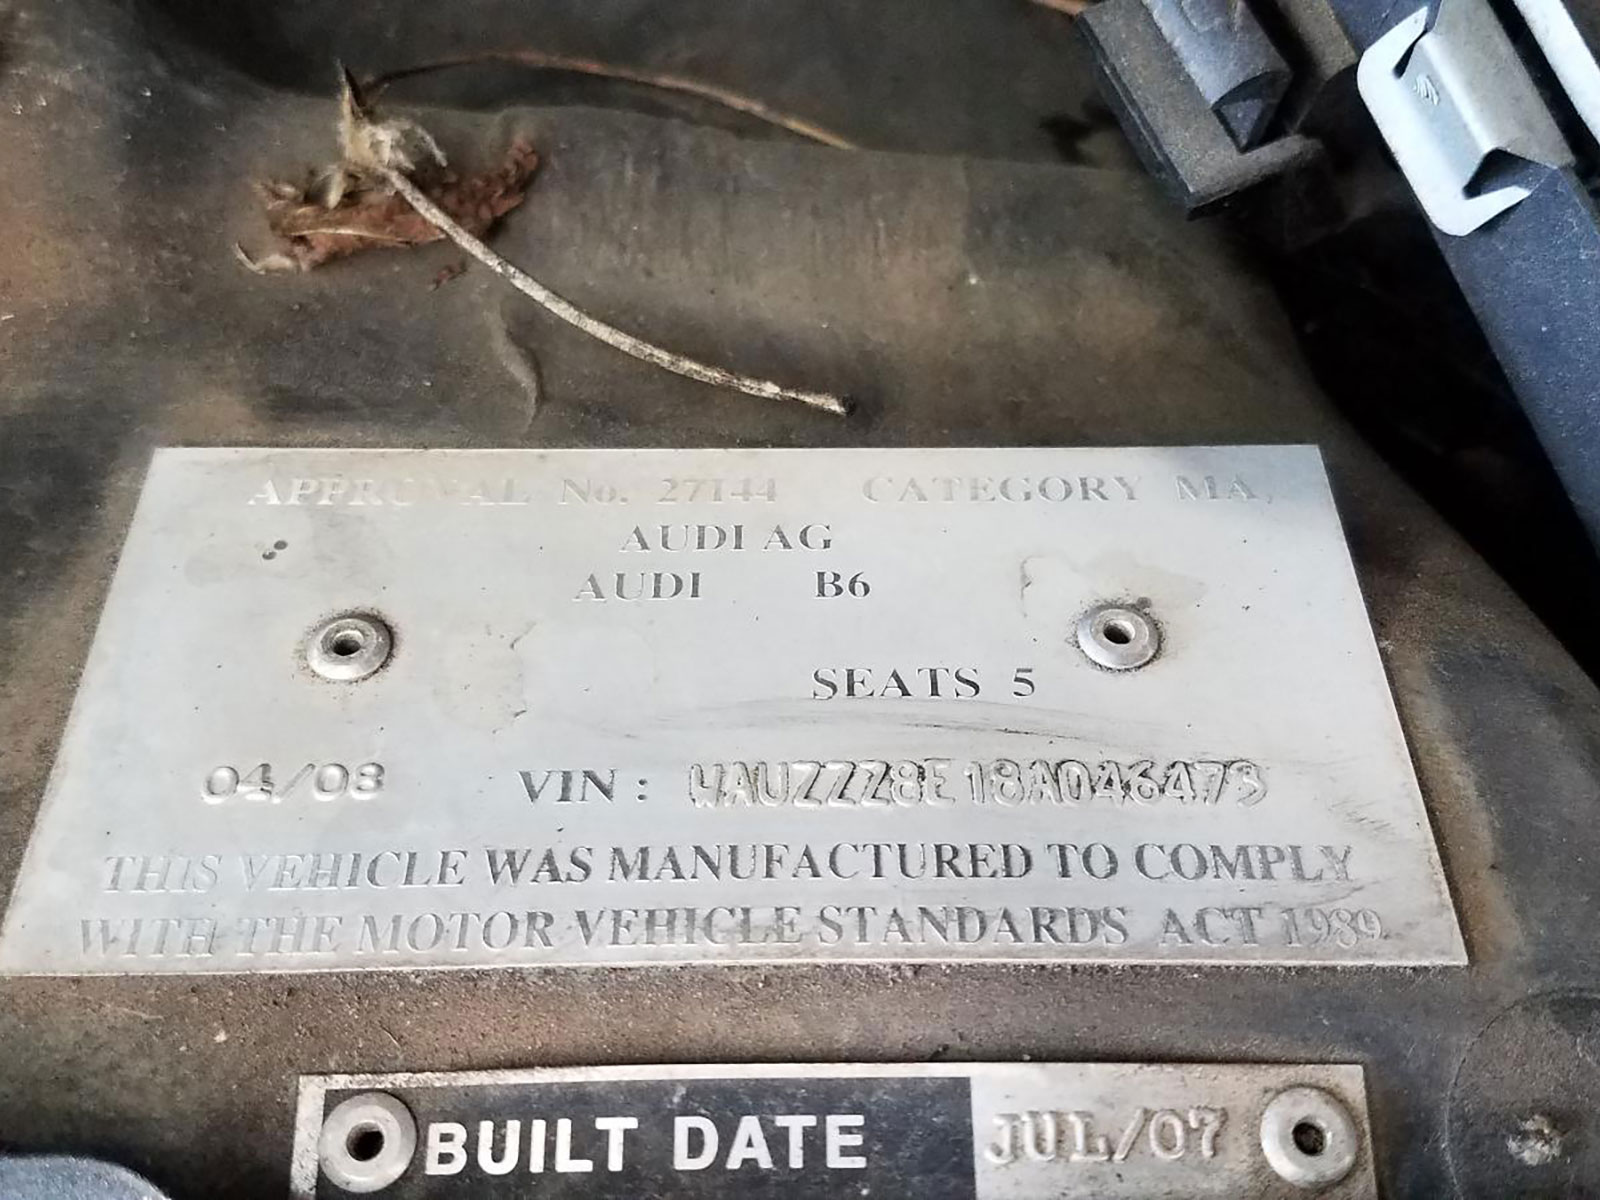 APPROVAL No. 27144 CATEGORY MA,
AUDI AG
AUDI B6
SEATS 5
04/08 VIN : WAUZZZ8E18A046473
THIS VEHICLE WAS MANUFACTURED TO COMPLY
WITH THE MOTOR VEHICLE STANDARDS ACT 1989.
BUILT DATE JUL/07